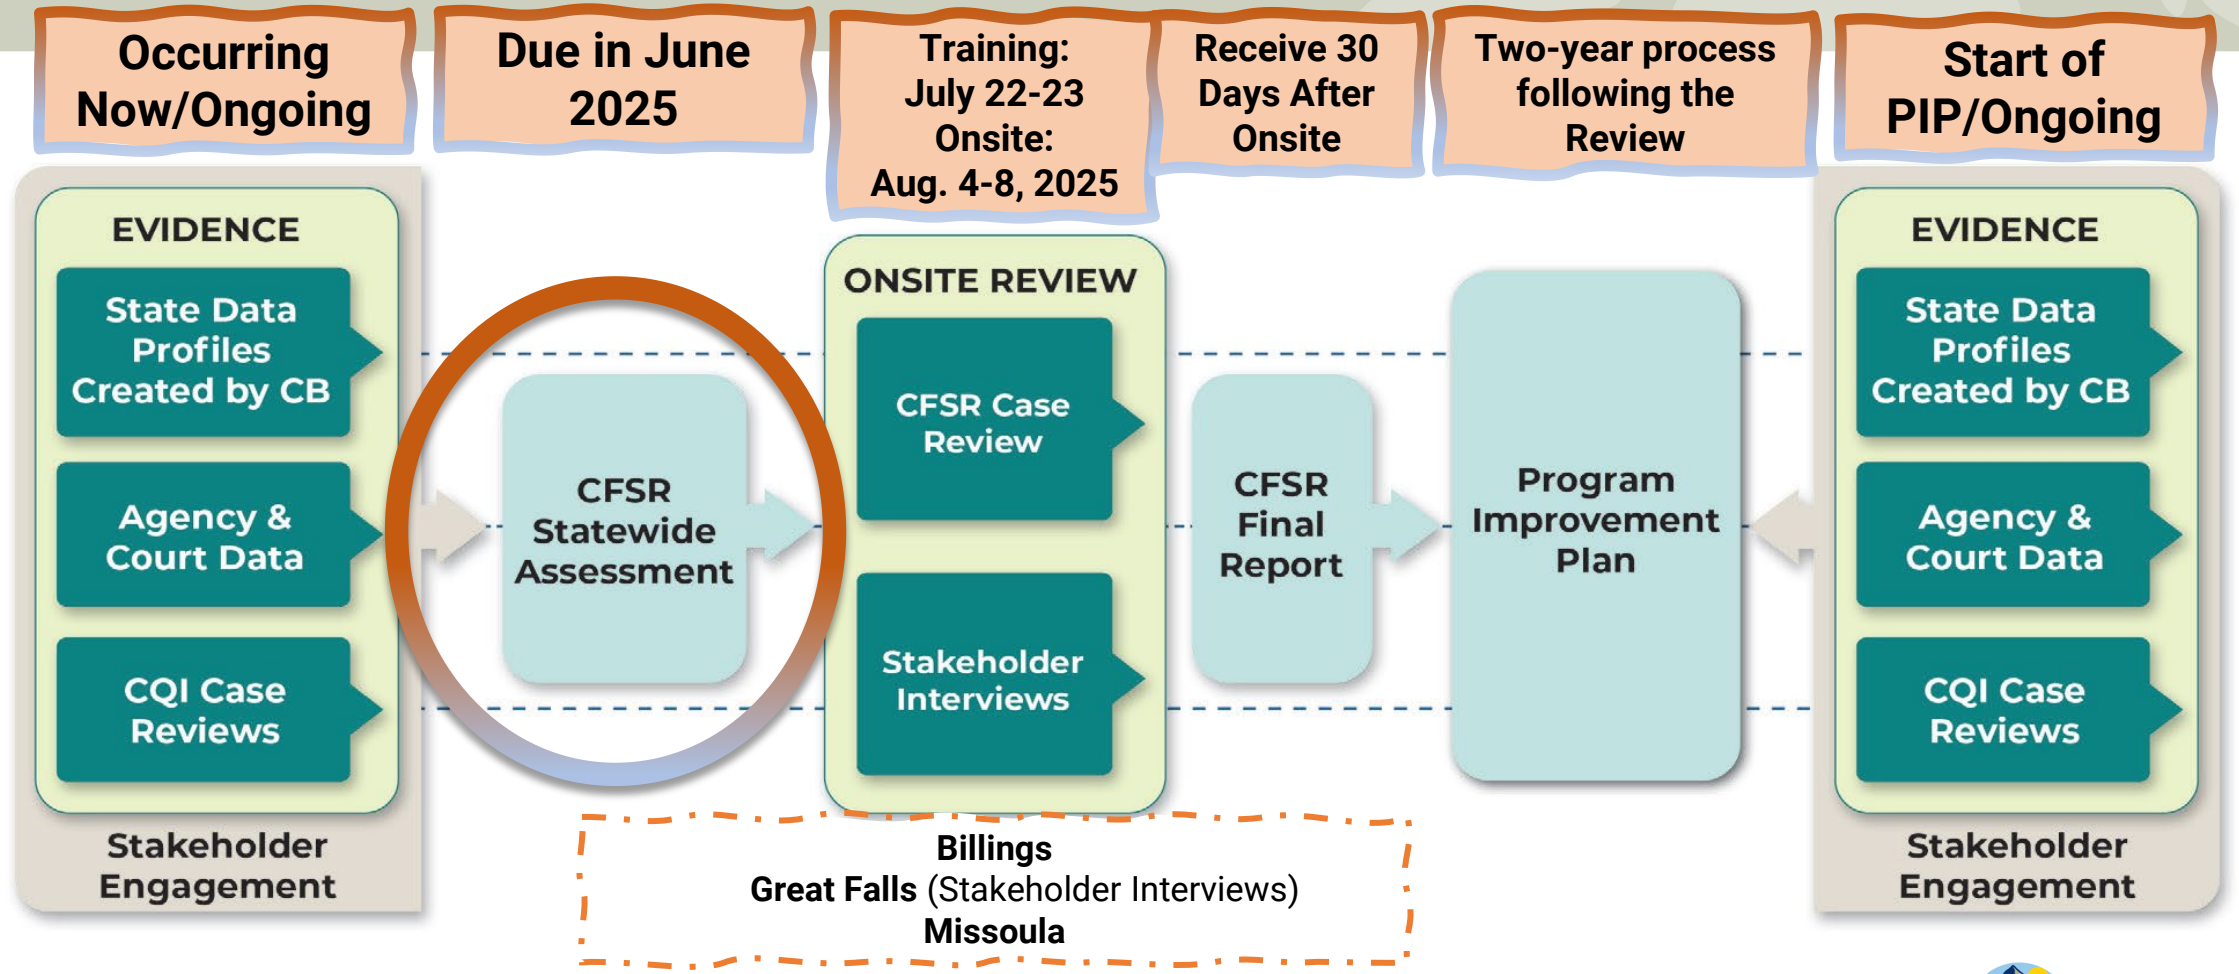 Occurring
Now/Ongoing
Due in June
2025
Training:
July 22-23
Onsite:
Aug. 4-8, 2025
Receive 30
Days After
Onsite
Two-year process
following the
Review
Start of
PIP/Ongoing
EVIDENCE
State Data
Profiles
Created by CB
Agency &
Court Data
CQI Case
Reviews
Stakeholder
Engagement
CFSR
Statewide
Assessment
ONSITE REVIEW
CFSR Case
Review
Stakeholder
Interviews
CFSR
Final
Report
Program
Improvement
Plan
EVIDENCE
State Data
Profiles
Created by CB
Agency &
Court Data
CQI Case
Reviews
Stakeholder
Engagement
Billings
Great Falls (Stakeholder Interviews)
Missoula